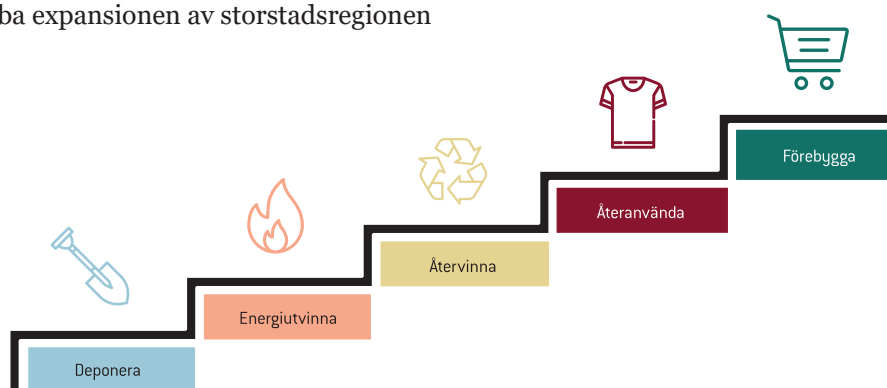 ba expansionen av storstadsregionen
Förebygga
Återanvända
Återvinna
Energiutvinna
Deponera